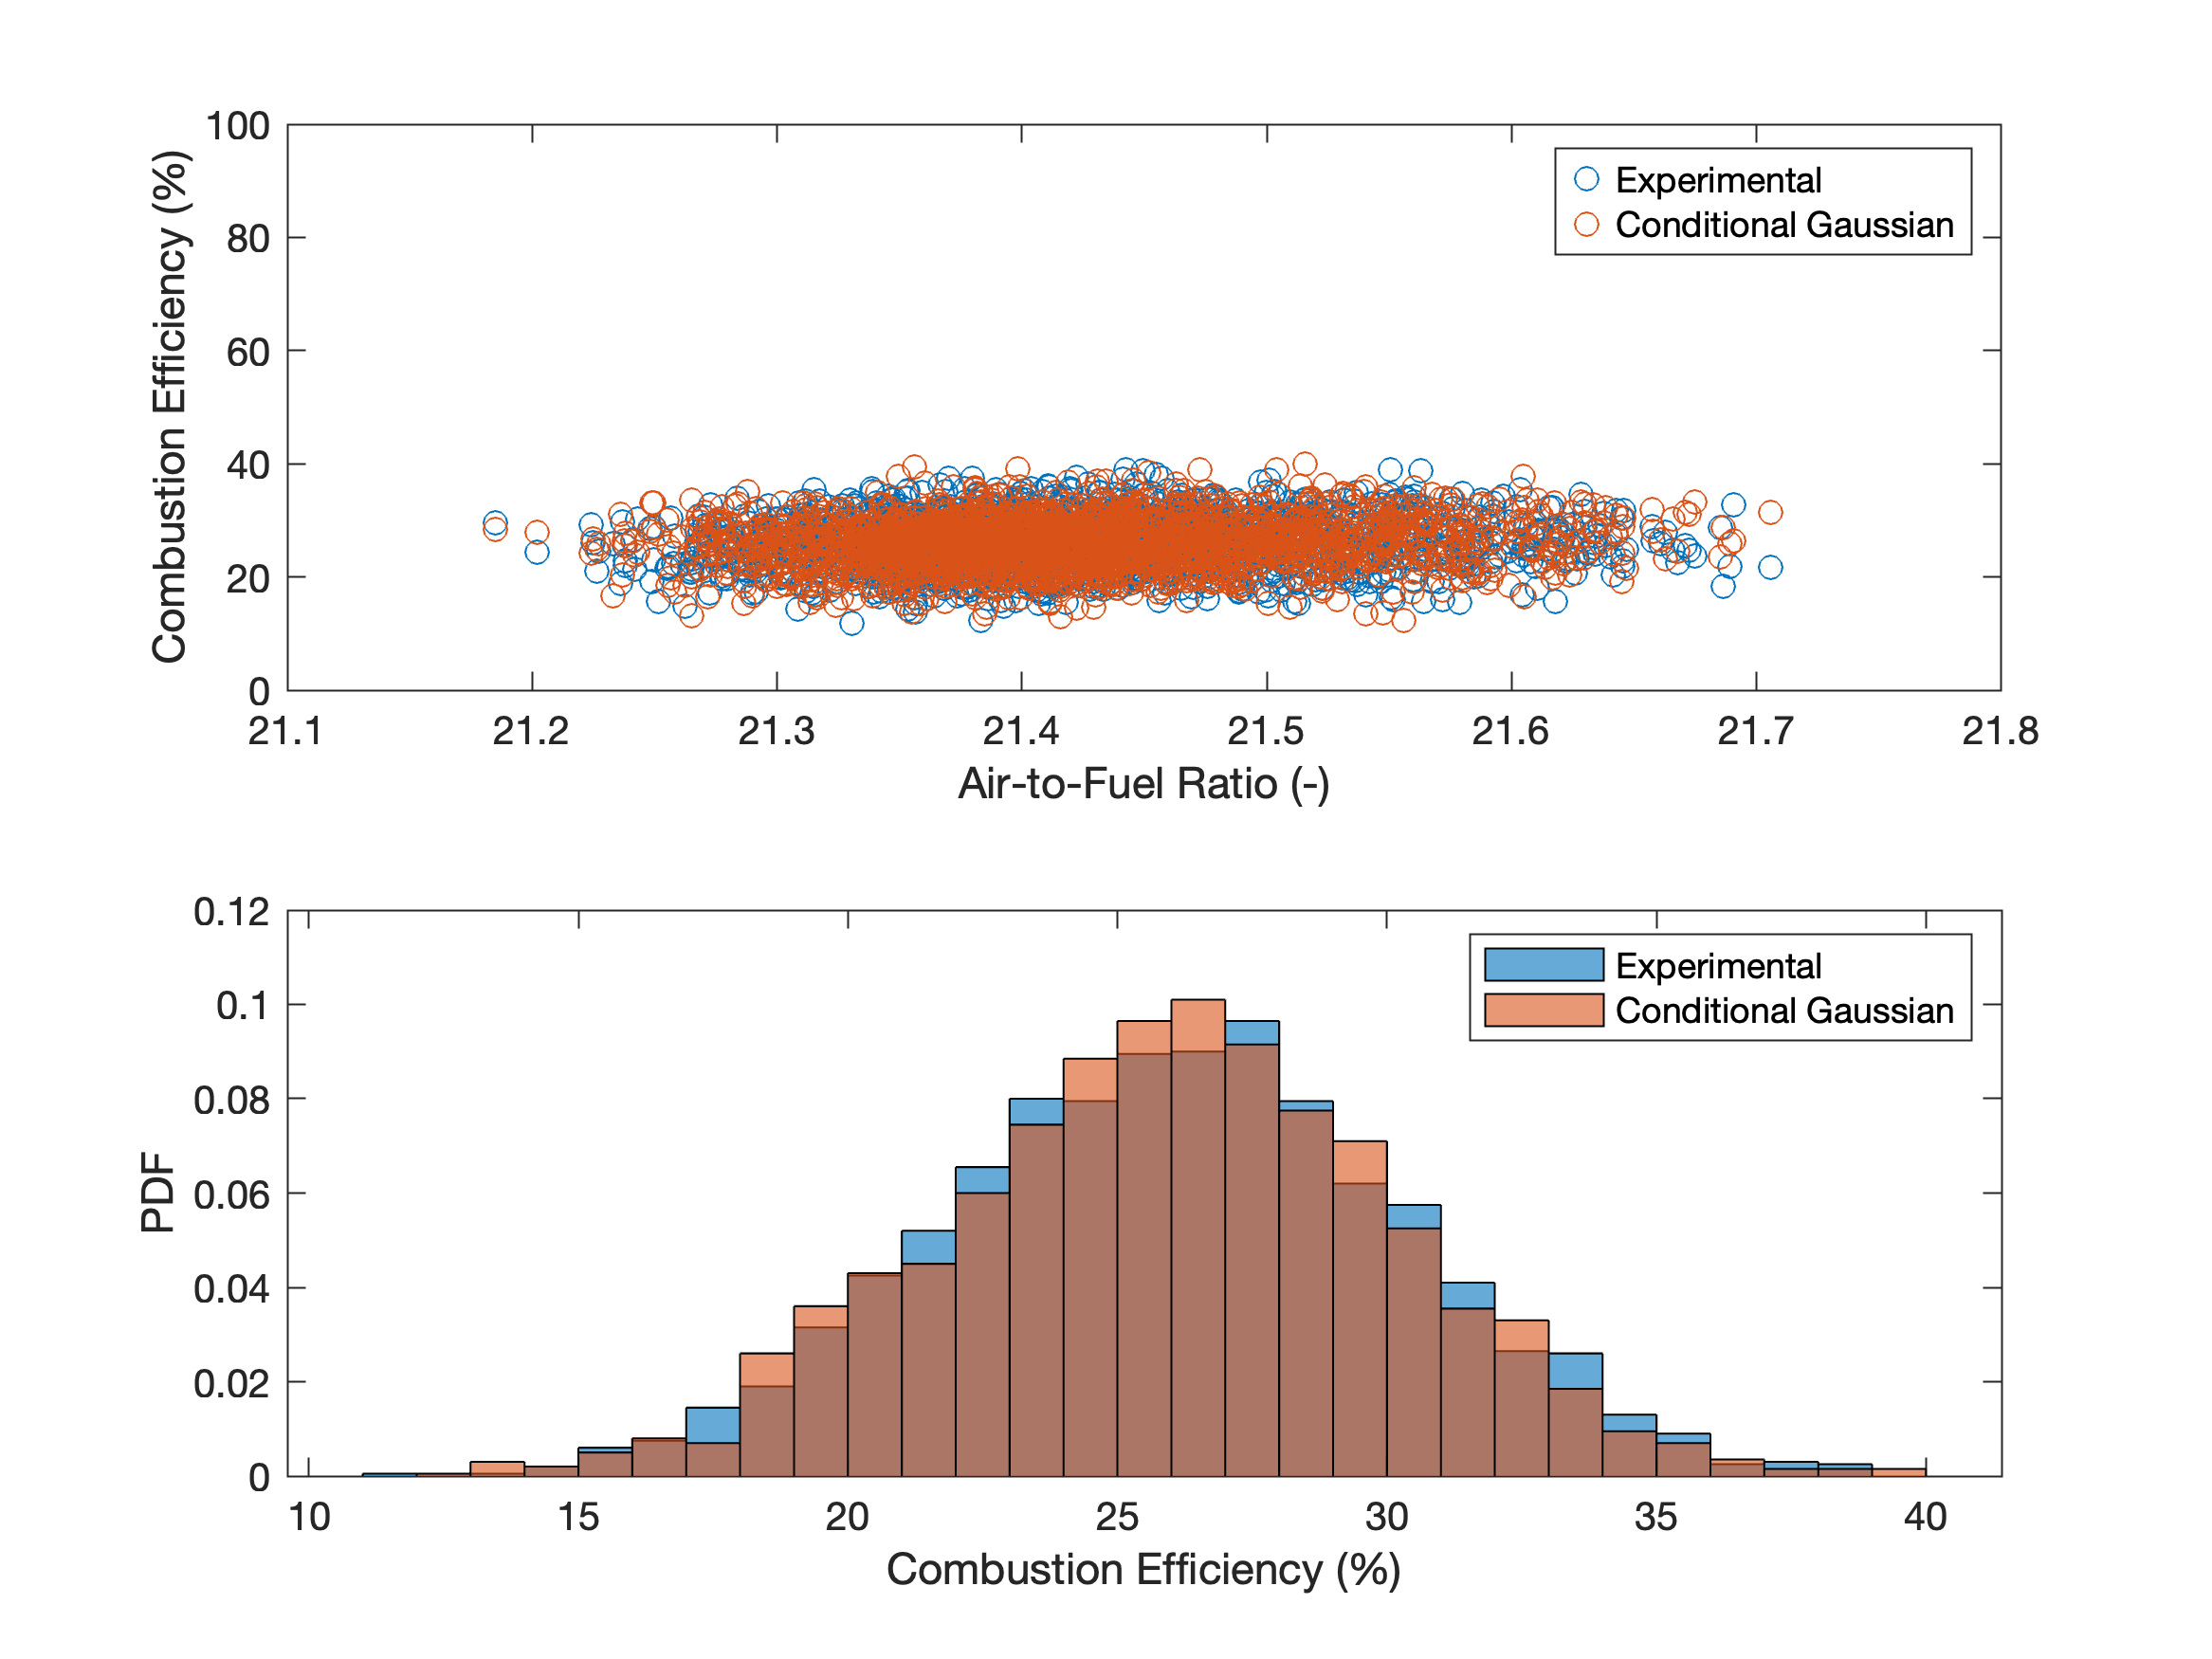 100
80
60
40
20
0
Combustion Efficiency (%)
Experimental
Conditional Gaussian
21.1 21.2 21.3 21.4 21.5 21.6 21.7 21.8
Air-to-Fuel Ratio (-)
0.12
0.1
0.08
0.06
0.04
0.02
0
PDF
Experimental
Conditional Gaussian
10 15 20 25 30 35 40
Combustion Efficiency (%)